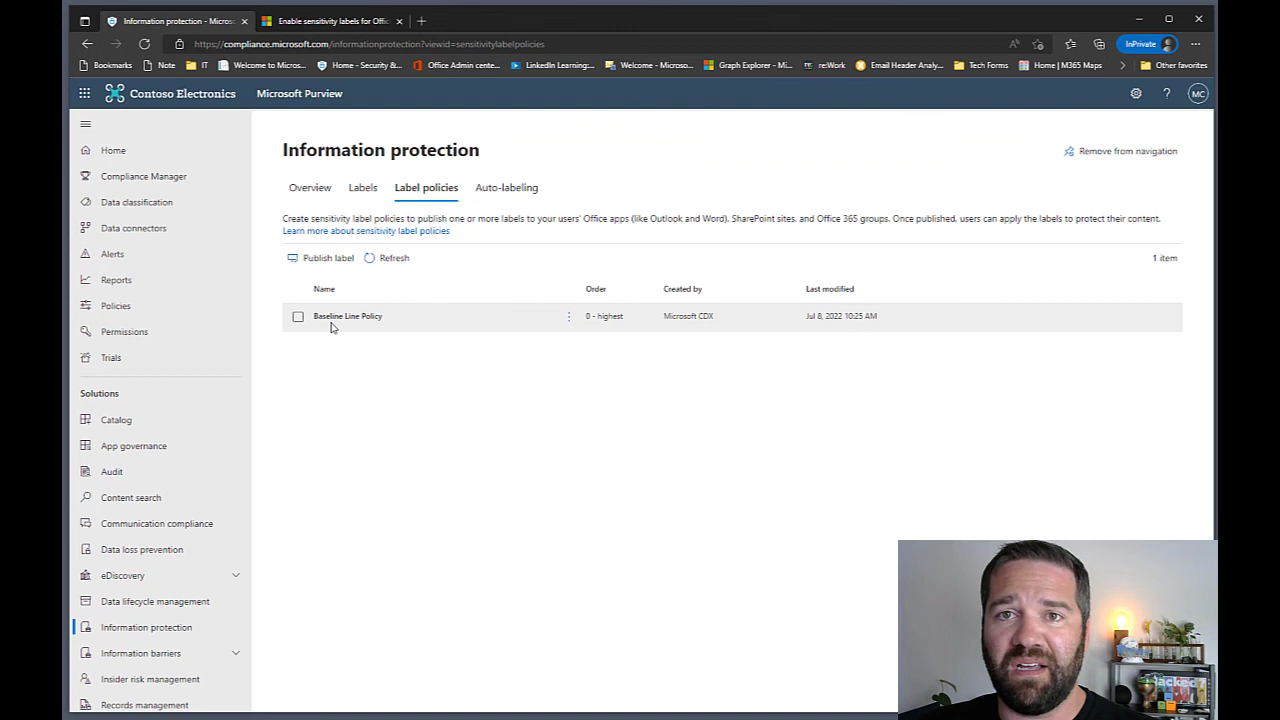 Information protection - Micros
Enable sensitivity labels for Offic
https://compliance.microsoft.com/informationprotection?viewid=sensitivitylabelpolicies
InPrivate
Bookmarks
Note
IT
Welcome to Micros...
Home - Security &...
Office Admin cente...
LinkedIn Learning:...
Welcome - Microso...
Graph Explorer - Mi...
re:Work
Email Header Analy...
Tech Forms
Home | M365 Maps
Other favorites
Contoso Electronics
Microsoft Purview
MC
Home
Compliance Manager
Data classification
Data connectors
Alerts
Reports
Policies
Permissions
Trials
Solutions
Catalog
App governance
Audit
Content search
Communication compliance
Data loss prevention
eDiscovery
Data lifecycle management
Information protection
Information barriers
Insider risk management
Records management
Information protection
Remove from navigation
Overview
Labels
Label policies
Auto-labeling
Create sensitivity label policies to publish one or more labels to your users' Office apps (like Outlook and Word), SharePoint sites, and Office 365 groups. Once published, users can apply the labels to protect their content.
Learn more about sensitivity label policies
Publish label
Refresh
1 item
Name
Order
Created by
Last modified
Baseline Line Policy
0 - highest
Microsoft CDX
Jul 8, 2022 10:25 AM